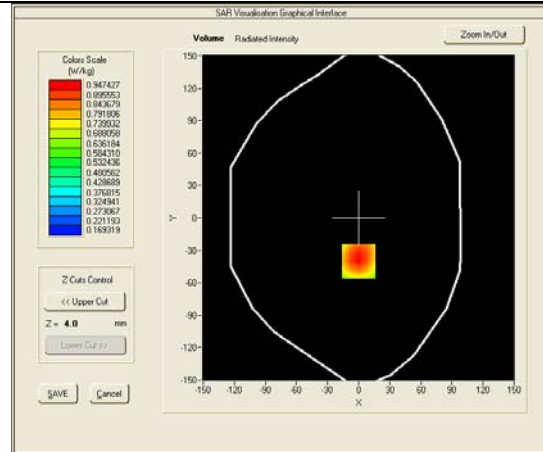 SAR Visualisation Graphical Interface
Volume Radiated Intensity
Zoom In/Out
Colors Scale
(W/kg)
0.947427
0.895553
0.843679
0.791806
0.739932
0.688058
0.636184
0.584310
0.532436
0.480562
0.428689
0.376815
0.324941
0.273067
0.221193
0.169319
Z Cuts Control
<< Upper Cut
Z = 4.0 mm
Lower Cut >>
SAVE Cancel
150
120
90
60
30
0
-30
-60
-90
-120
-150
Y
-150 -120 -90 -60 -30 0 30 60 90 120 150
X